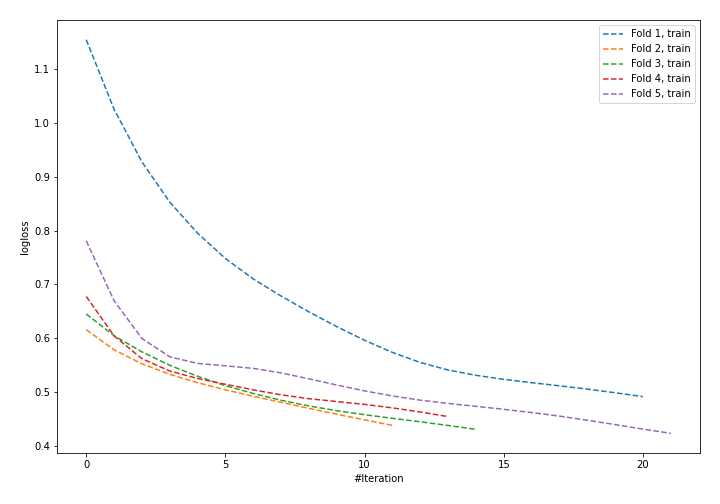 Fold 1, train
Fold 2, train
Fold 3, train
Fold 4, train
Fold 5, train
logloss
1.1
1.0
0.9
0.8
0.7
0.6
0.5
0.4
0 5 10 15 20
#Iteration